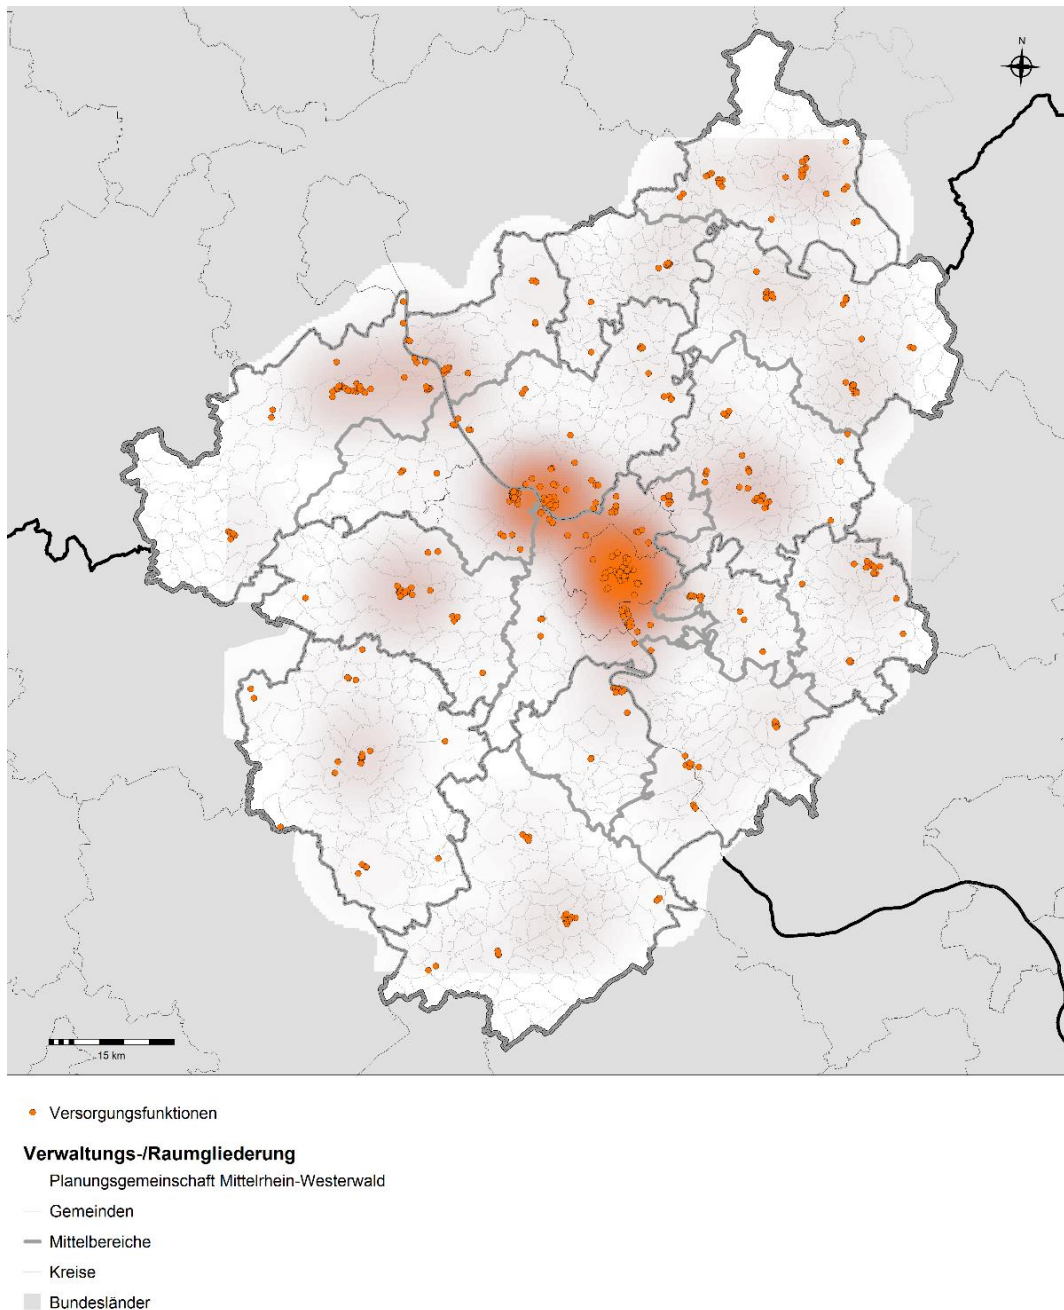 N
15 km
Versorgungsfunktionen
Verwaltungs-/Raumgliederung
Planungsgemeinschaft Mittelrhein-Westerwald
Gemeinden
Mittelbereiche
Kreise
Bundesländer